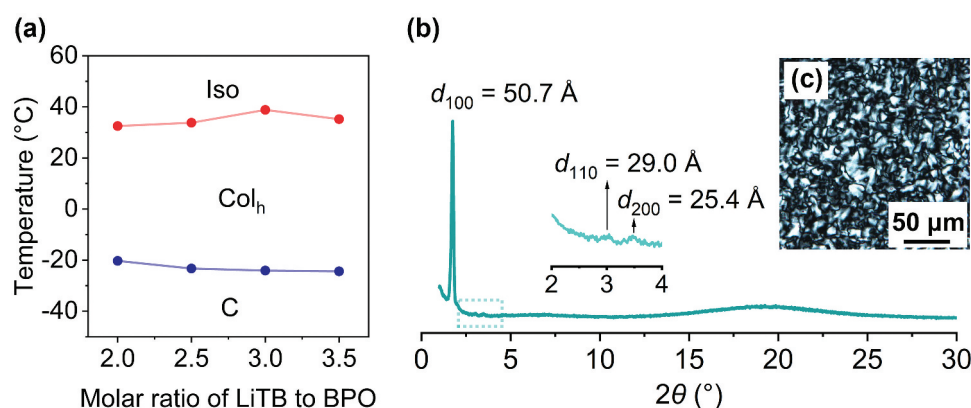 (a)
60
40
20
0
-20
-40
Temperature (°C)
Iso
Colh
C
2.0 2.5 3.0 3.5
Molar ratio of LiTB to BPO
(b)
d100 = 50.7 Å
d110 = 29.0 Å
d200 = 25.4 Å
2 3 4
0 5 10 15 20 25 30
2θ (°)
(c)
50 µm